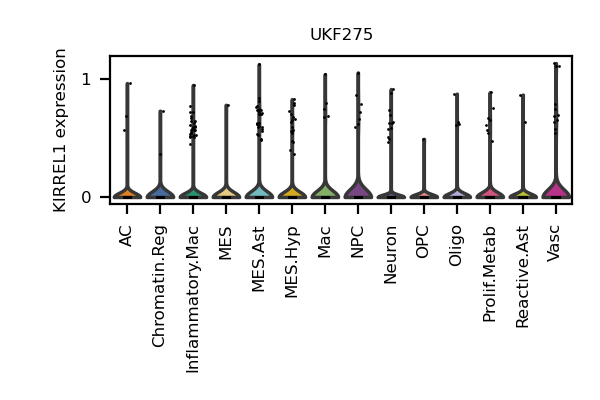 UKF275
KIRREL1 expression
1
0
AC
Chromatin.Reg
Inflammatory.Mac
MES
MES.Ast
MES.Hyp
Mac
NPC
Neuron
OPC
Oligo
Prolif.Metab
Reactive.Ast
Vasc